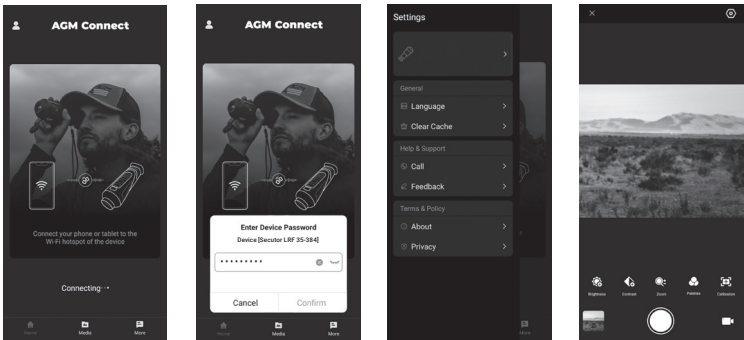 AGM Connect
Connect your phone or tablet to the
Wi-Fi hotspot of the device
Connecting···
Home
Media
More
AGM Connect
Enter Device Password
Device [Secutor LRF 35-384]
•••••••••
Cancel
Confirm
Home
Media
More
Settings
General
Language
Clear Cache
Help & Support
Call
Feedback
Terms & Policy
About
Privacy
More
Brightness
Contrast
Zoom
Palettes
Calibration